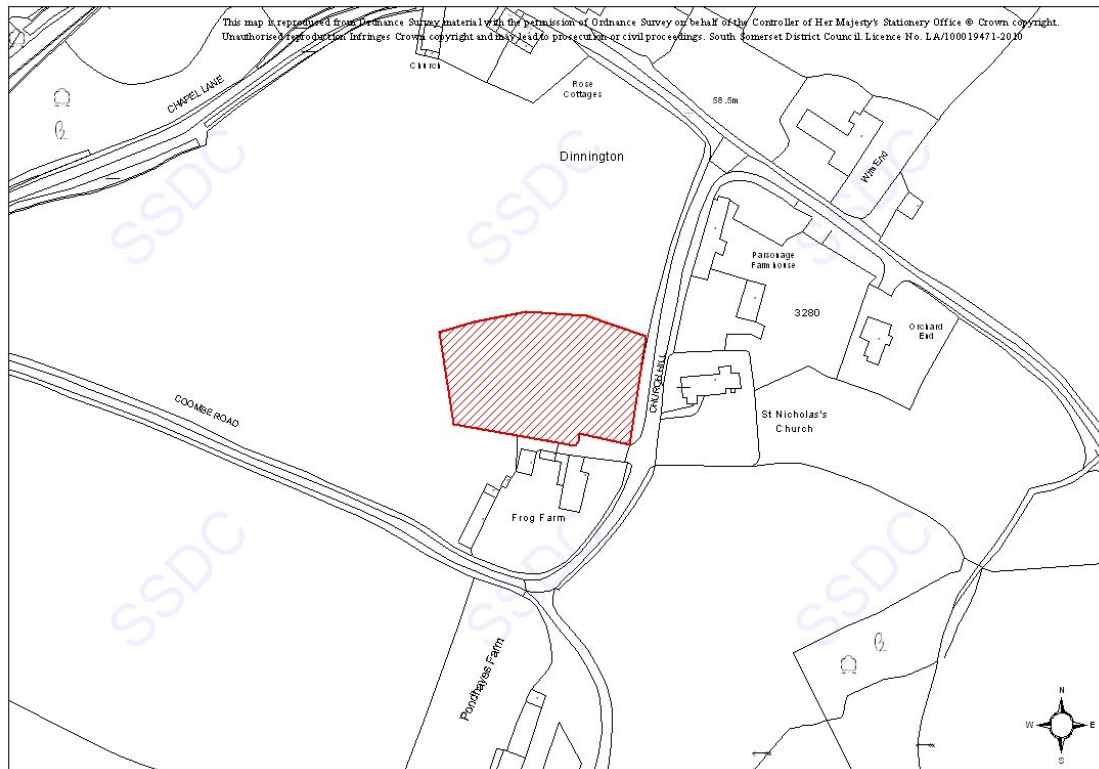 This map is reproduced from Ordnance Survey material with the permission of Ordnance Survey on behalf of the Controller of Her Majesty's Stationery Office © Crown copyright.
Unauthorised reproduction infringes Crown copyright and may lead to prosecution or civil proceedings. South Somerset District Council. Licence No. LA/100019471-2010
Church
Rose
Cottages
CHAPEL LANE
58.5m
Dinnington
SSDC
SSDC
SSDC
Parsonage
Farmhouse
3280
Orchard
End
CHURCH HILL
COOMBE ROAD
St Nicholas's
Church
Frog Farm
SSDC
SSDC
SSDC
Pondhayes Farm
N
W
E
S